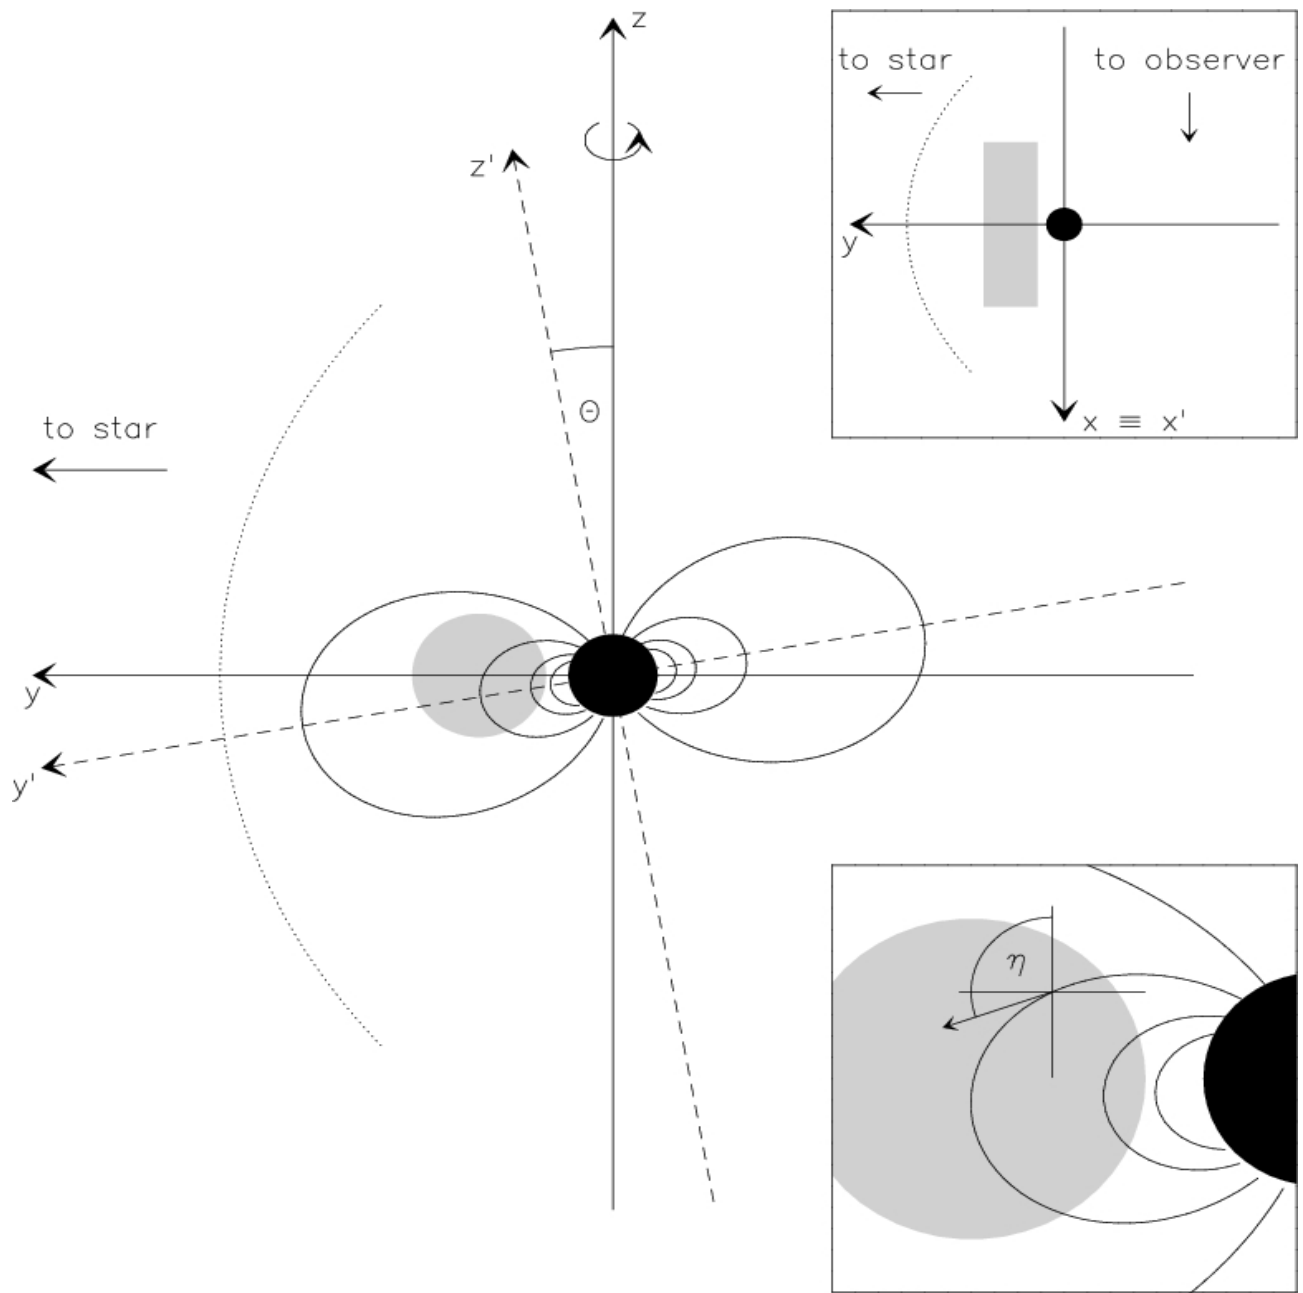 z
to star
to observer
z'
y
x ≡ x'
Θ
to star
y
y'
η